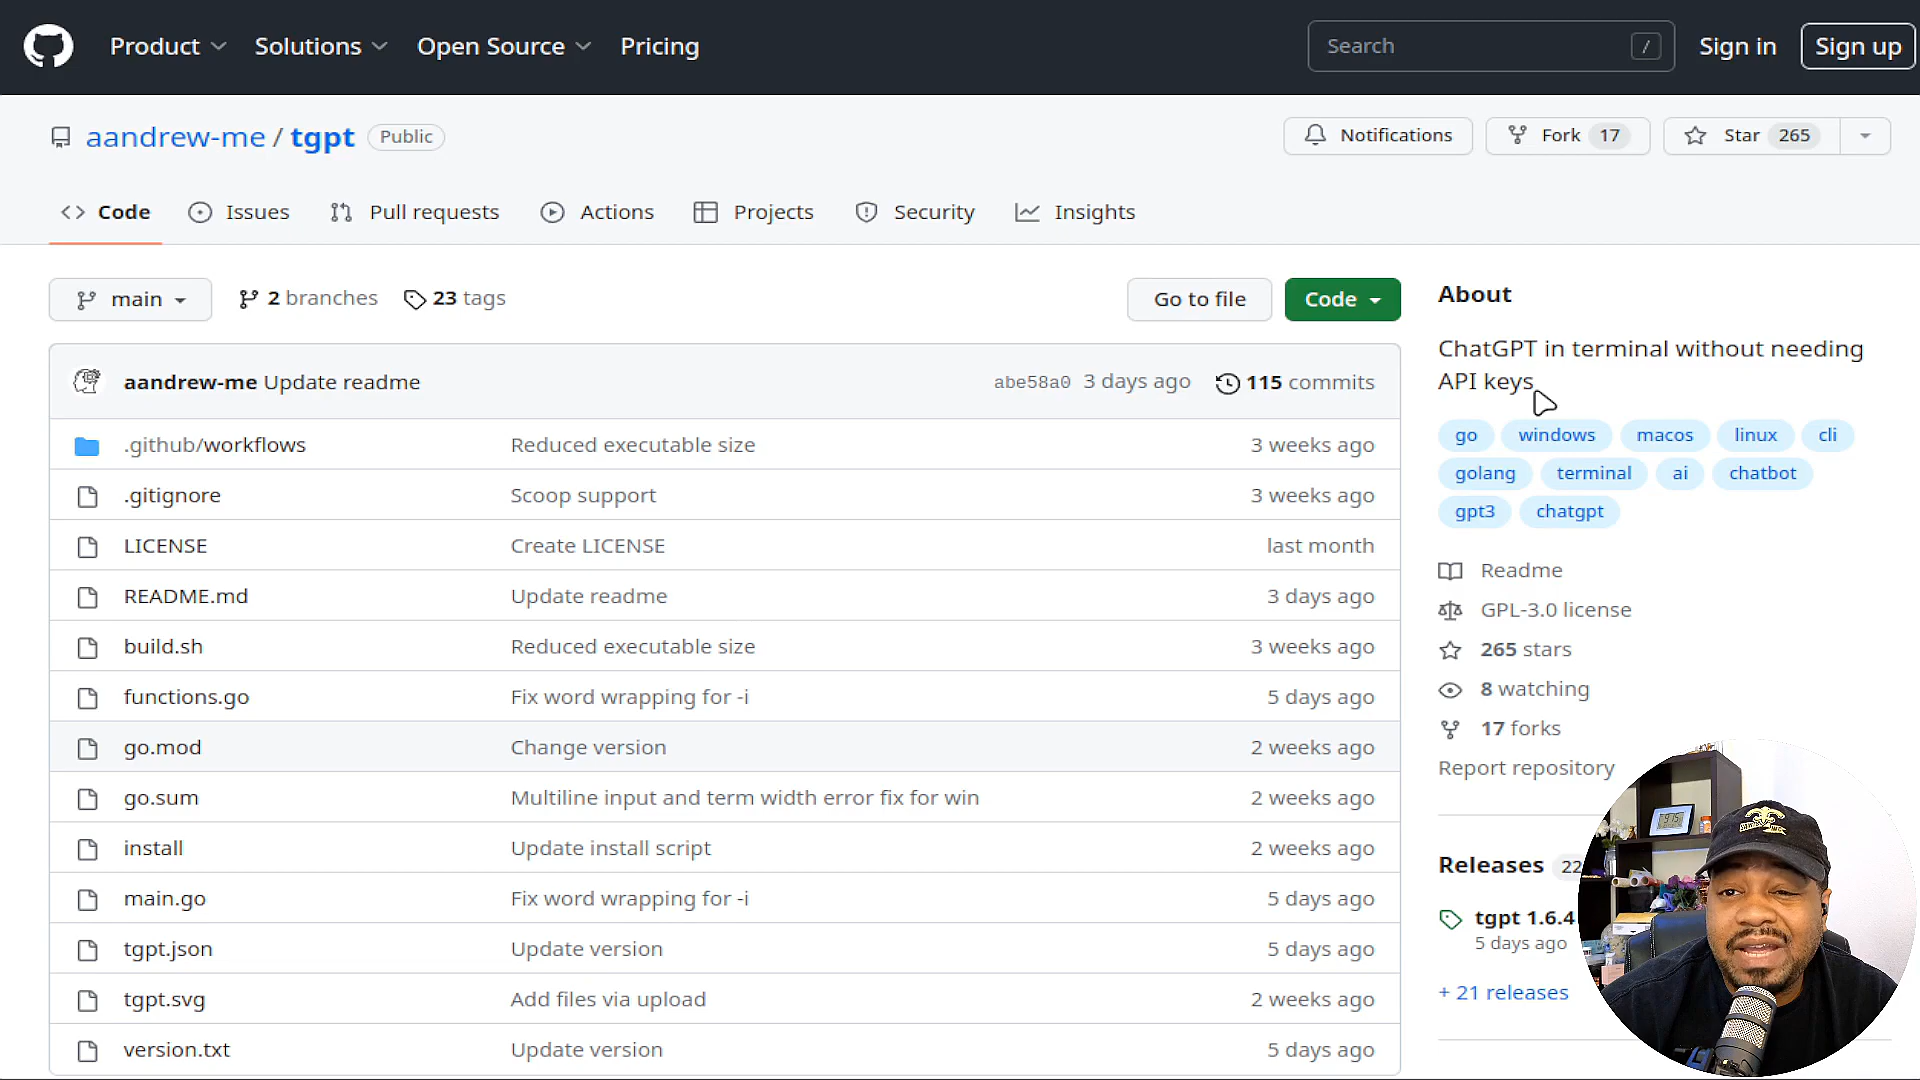 Product Solutions Open Source Pricing Search / Sign in Sign up
aandrew-me / tgpt Public Notifications Fork 17 Star 265
Code Issues Pull requests Actions Projects Security Insights
main 2 branches 23 tags Go to file Code
aandrew-me Update readme abe58a0 3 days ago 115 commits
.github/workflows Reduced executable size 3 weeks ago
.gitignore Scoop support 3 weeks ago
LICENSE Create LICENSE last month
README.md Update readme 3 days ago
build.sh Reduced executable size 3 weeks ago
functions.go Fix word wrapping for -i 5 days ago
go.mod Change version 2 weeks ago
go.sum Multiline input and term width error fix for win 2 weeks ago
install Update install script 2 weeks ago
main.go Fix word wrapping for -i 5 days ago
tgpt.json Update version 5 days ago
tgpt.svg Add files via upload 2 weeks ago
version.txt Update version 5 days ago
About
ChatGPT in terminal without needing
API keys
go windows macos linux cli
golang terminal ai chatbot
gpt3 chatgpt
Readme
GPL-3.0 license
265 stars
8 watching
17 forks
Report repository
Releases 22
tgpt 1.6.4
5 days ago
+ 21 releases